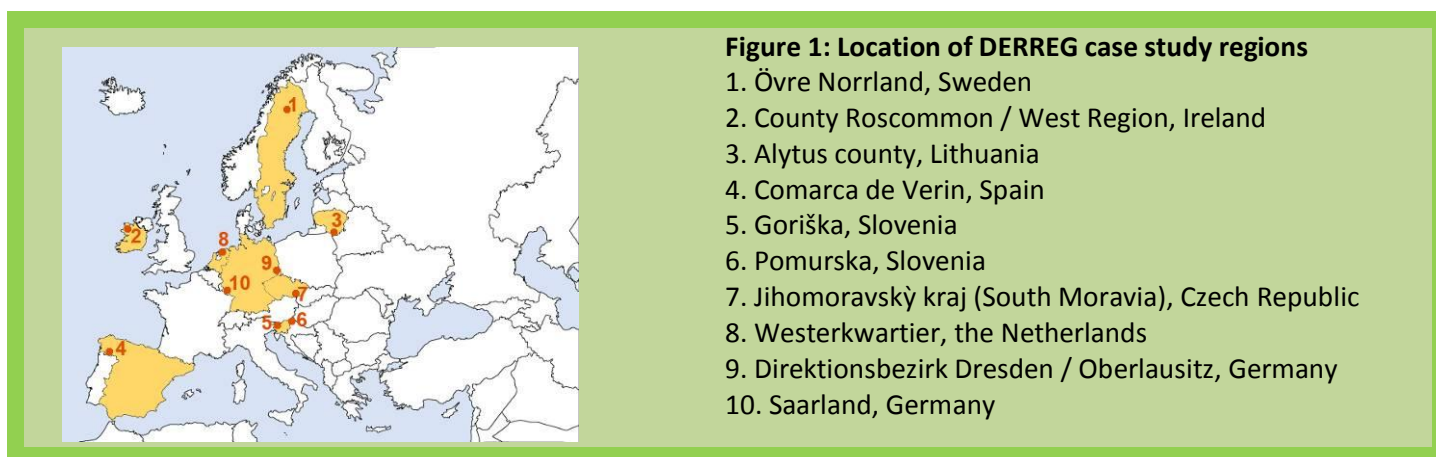 1
2
3
8
9
10
7
5
6
4
Figure 1: Location of DERREG case study regions
1. Övre Norrland, Sweden
2. County Roscommon / West Region, Ireland
3. Alytus county, Lithuania
4. Comarca de Verin, Spain
5. Goriška, Slovenia
6. Pomurska, Slovenia
7. Jihomoravskỳ kraj (South Moravia), Czech Republic
8. Westerkwartier, the Netherlands
9. Direktionsbezirk Dresden / Oberlausitz, Germany
10. Saarland, Germany